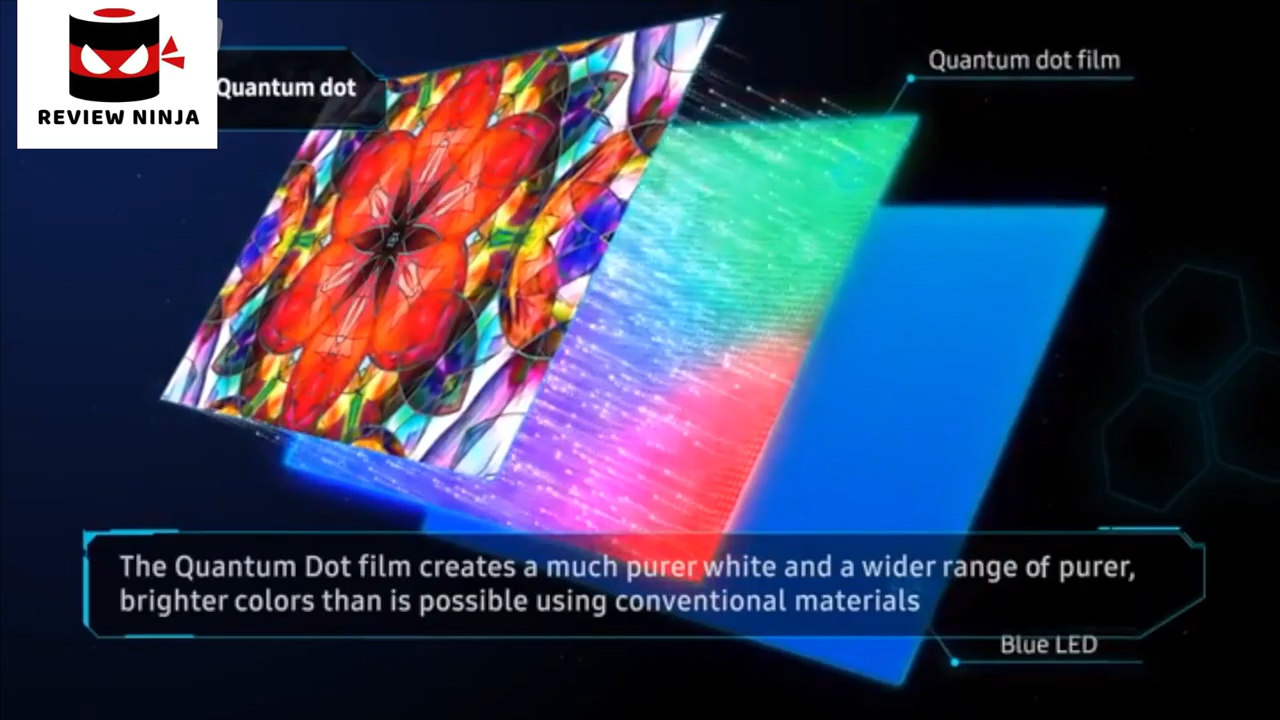 REVIEW NINJA
Quantum dot
Quantum dot film
The Quantum Dot film creates a much purer white and a wider range of purer,
brighter colors than is possible using conventional materials
Blue LED